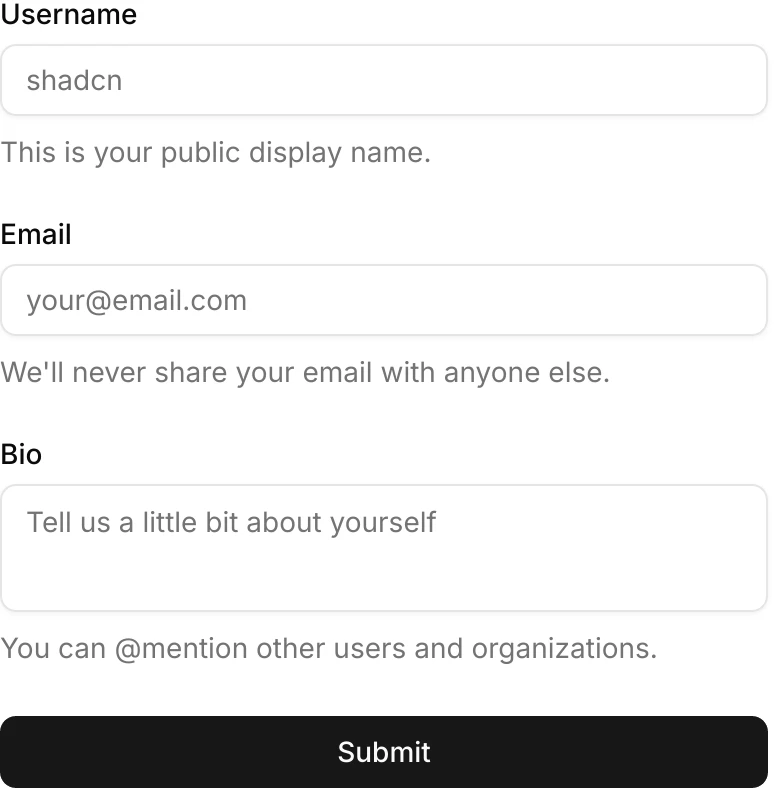 Username
shadcn
This is your public display name.
Email
your@email.com
We'll never share your email with anyone else.
Bio
Tell us a little bit about yourself
You can @mention other users and organizations.
Submit